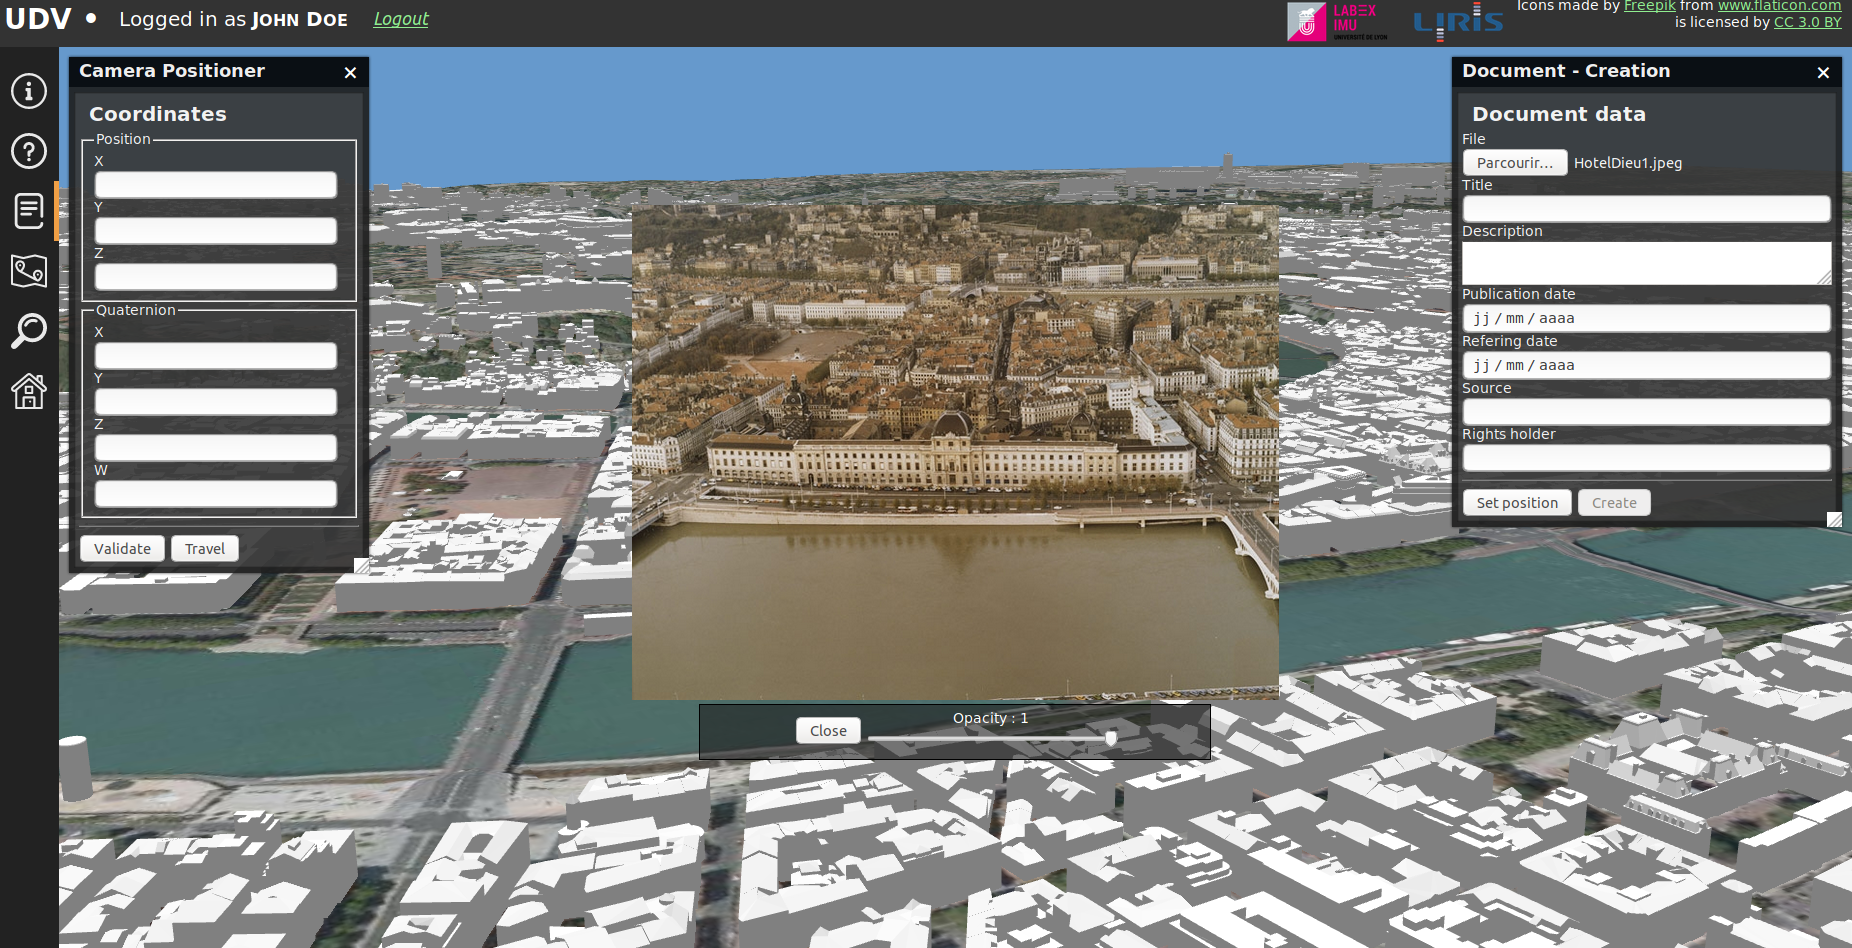 UDV • Logged in as JOHN DOE Logout
LABEX
IMU
UNIVERSITÉ DE LYON
LIRIS
Icons made by Freepik from www.flaticon.com
is licensed by CC 3.0 BY
Camera Positioner
Coordinates
Position
X
Y
Z
Quaternion
X
Y
Z
W
Validate
Travel
Opacity : 1
Close
Document - Creation
Document data
File
Parcourir... HotelDieu1.jpeg
Title
Description
Publication date
jj / mm / aaaa
Refering date
jj / mm / aaaa
Source
Rights holder
Set position
Create